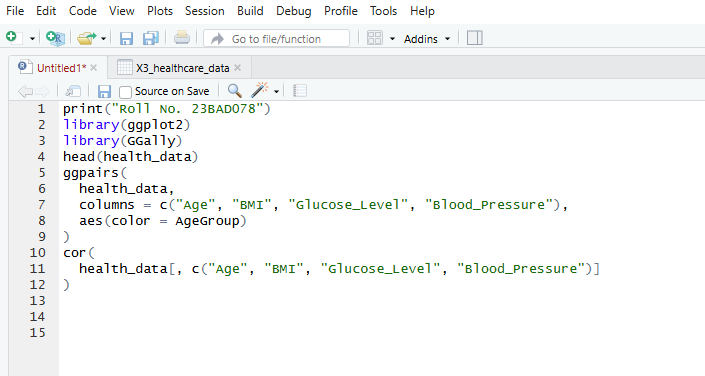 File Edit Code View Plots Session Build Debug Profile Tools Help
Go to file/function Addins
Untitled1* X3_healthcare_data
Source on Save
1 print("Roll No. 23BAD078")
2 library(ggplot2)
3 library(GGally)
4 head(health_data)
5 ggpairs(
6   health_data,
7   columns = c("Age", "BMI", "Glucose_Level", "Blood_Pressure"),
8   aes(color = AgeGroup)
9 )
10 cor(
11   health_data[, c("Age", "BMI", "Glucose_Level", "Blood_Pressure")]
12 )
13
14
15